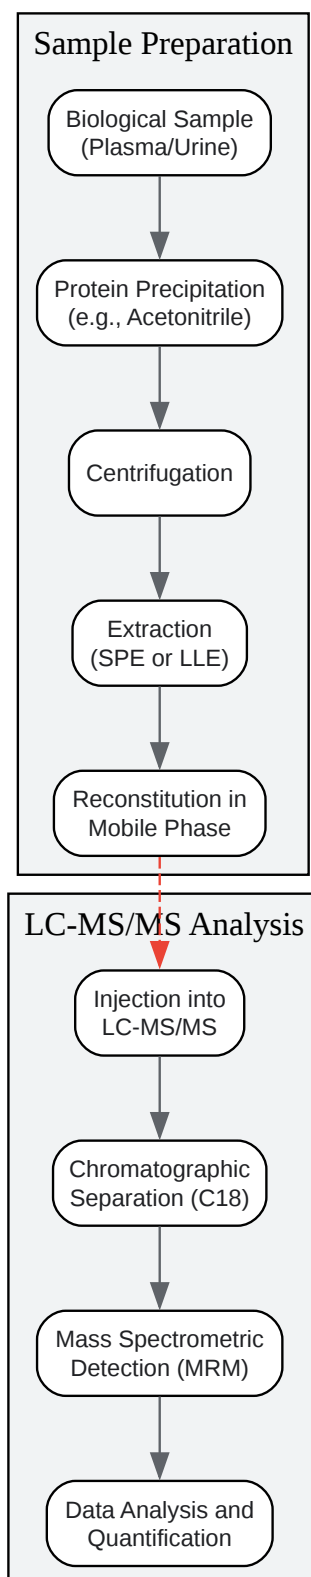 Sample Preparation
Biological Sample
(Plasma/Urine)
Protein Precipitation
(e.g., Acetonitrile)
Centrifugation
Extraction
(SPE or LLE)
Reconstitution in
Mobile Phase
LC-MS/MS Analysis
Injection into
LC-MS/MS
Chromatographic
Separation (C18)
Mass Spectrometric
Detection (MRM)
Data Analysis and
Quantification